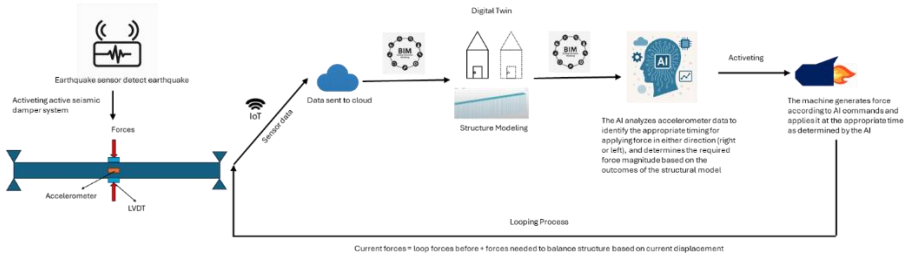 Digital Twin
Earthquake sensor detect earthquake
Activeting active seismic
damper system
Forces
Accelerometer
LVDT
IoT
Sensor data
Data sent to cloud
BIM
Structure Modeling
BIM
AI
The AI analyzes accelerometer data to
identify the appropriate timing for
applying force in either direction (right
or left), and determines the required
force magnitude based on the
outcomes of the structural model
Activeting
The machine generates force
according to AI commands and
applies it at the appropriate time
as determined by the AI
Looping Process
Current forces = loop forces before + forces needed to balance structure based on current displacement